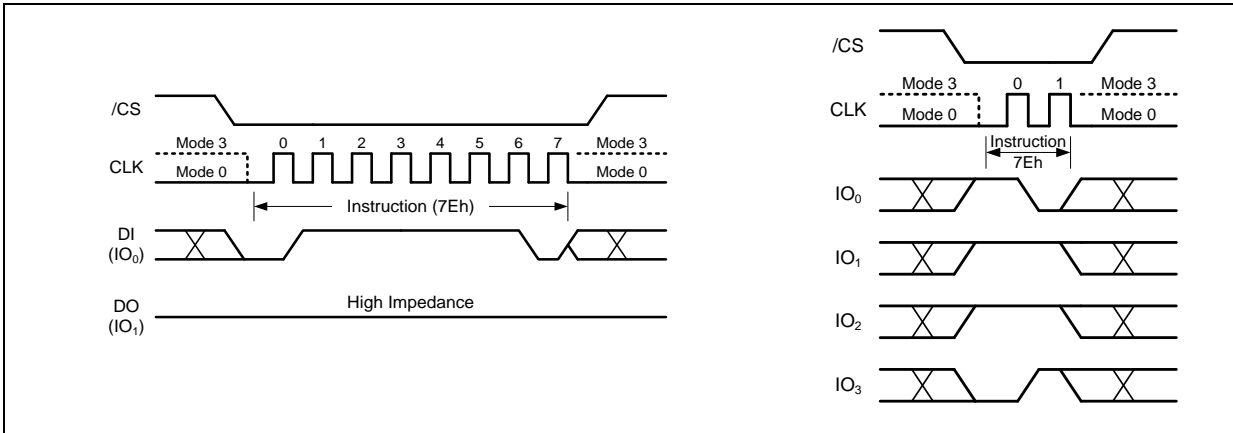 /CS
Mode 3 0 1 2 3 4 5 6 7 Mode 3
CLK
Mode 0 Mode 0
Instruction (7Eh)
DI
(IO₀)
High Impedance
DO
(IO₁)
/CS
Mode 3 0 1 Mode 3
CLK
Mode 0 Mode 0
Instruction
7Eh
IO₀
IO₁
IO₂
IO₃